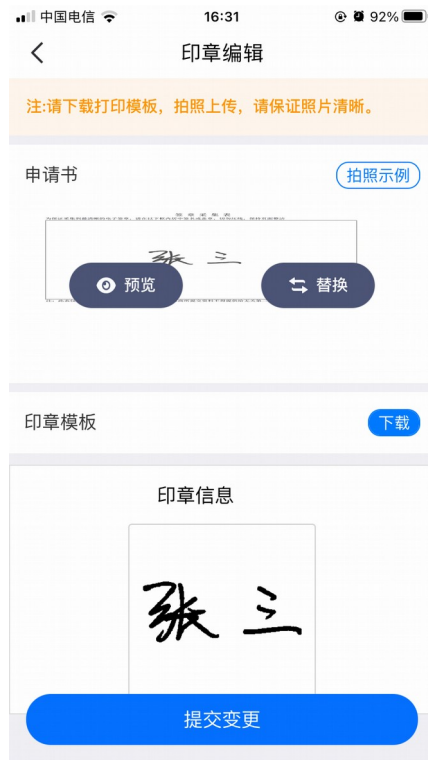 中国电信 16:31 92%
印章编辑
注:请下载打印模板，拍照上传，请保证照片清晰。
申请书 拍照示例
张三
预览 替换
印章模板 下载
印章信息
张三
提交变更